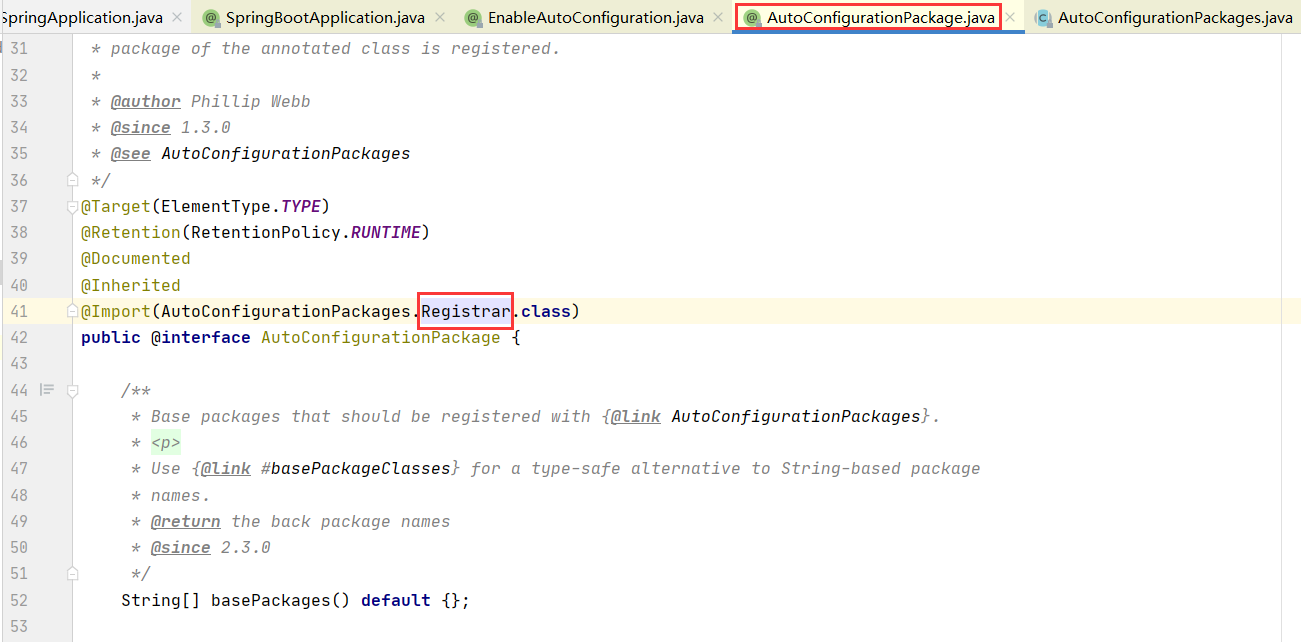 SpringApplication.java × SpringBootApplication.java × EnableAutoConfiguration.java × AutoConfigurationPackage.java × AutoConfigurationPackages.java
31 * package of the annotated class is registered.
32 *
33 * @author Phillip Webb
34 * @since 1.3.0
35 * @see AutoConfigurationPackages
36 */
37 @Target(ElementType.TYPE)
38 @Retention(RetentionPolicy.RUNTIME)
39 @Documented
40 @Inherited
41 @Import(AutoConfigurationPackages.Registrar.class)
42 public @interface AutoConfigurationPackage {
43
44 /**
45 * Base packages that should be registered with {@link AutoConfigurationPackages}.
46 * <p>
47 * Use {@link #basePackageClasses} for a type-safe alternative to String-based package
48 * names.
49 * @return the back package names
50 * @since 2.3.0
51 */
52 String[] basePackages() default {};
53